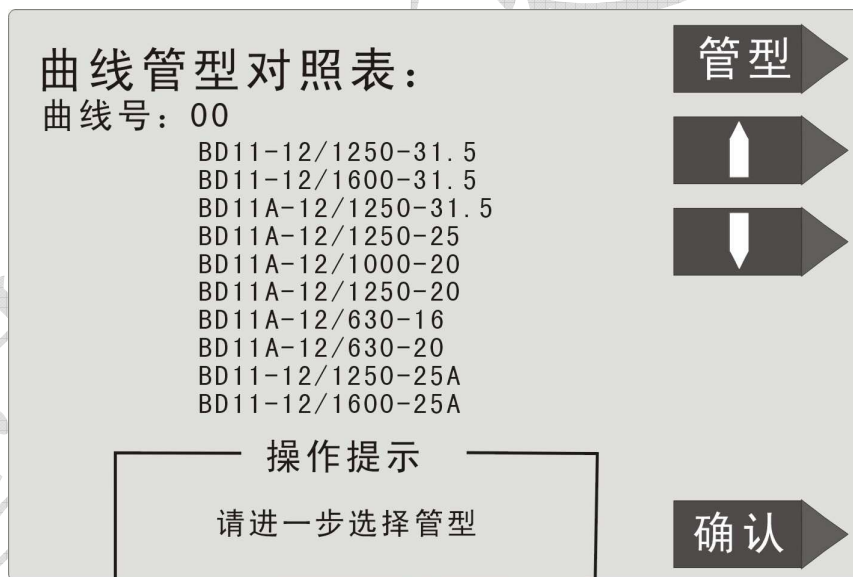 曲线管型对照表：
曲线号：00
BD11-12/1250-31.5
BD11-12/1600-31.5
BD11A-12/1250-31.5
BD11A-12/1250-25
BD11A-12/1000-20
BD11A-12/1250-20
BD11A-12/630-16
BD11A-12/630-20
BD11-12/1250-25A
BD11-12/1600-25A
操作提示
请进一步选择管型
管型
确认